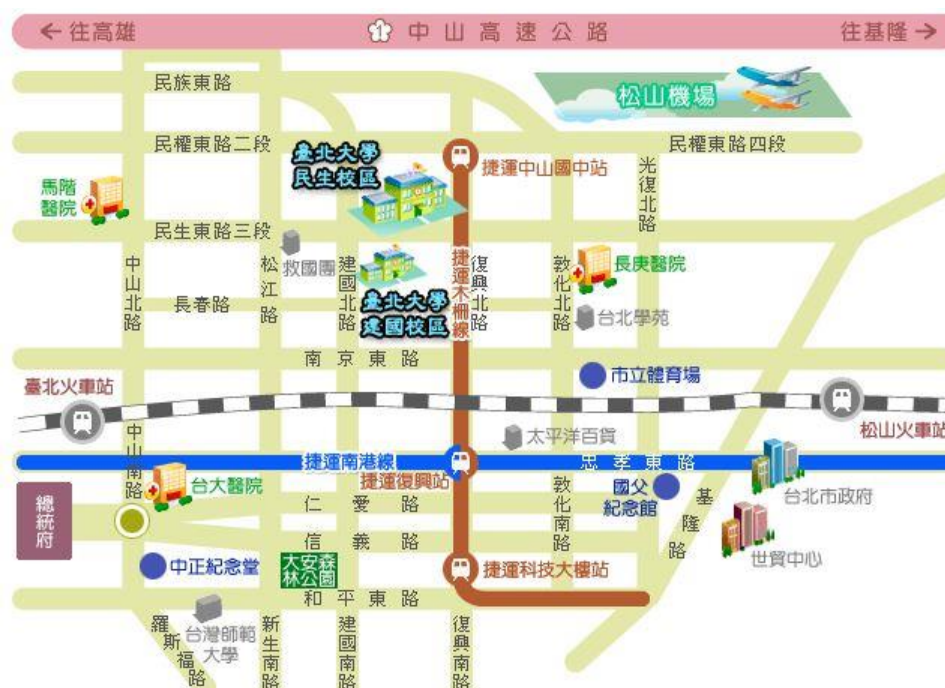 ← 往高雄
1 中山高速公路
往基隆 →
民族東路
松山機場
民權東路二段
民權東路四段
臺北大學
民生校區
捷運中山國中站
光復北路
馬階
醫院
民生東路三段
救國團
中山北路
松江路
建國北路
捷運木柵線
復興北路
敦化北路
長庚醫院
長春路
臺北大學
建國校區
台北學苑
南京東路
市立體育場
臺北火車站
松山火車站
中山南路
太平洋百貨
捷運南港線
忠孝東路
捷運復興站
台大醫院
國父
紀念館
台北市政府
總統府
仁愛路
敦化南路
基隆路
信義路
世貿中心
中正紀念堂
大安森
林公園
捷運科技大樓站
和平東路
羅斯福路
台灣師範
大學
新生南路
建國南路
復興南路